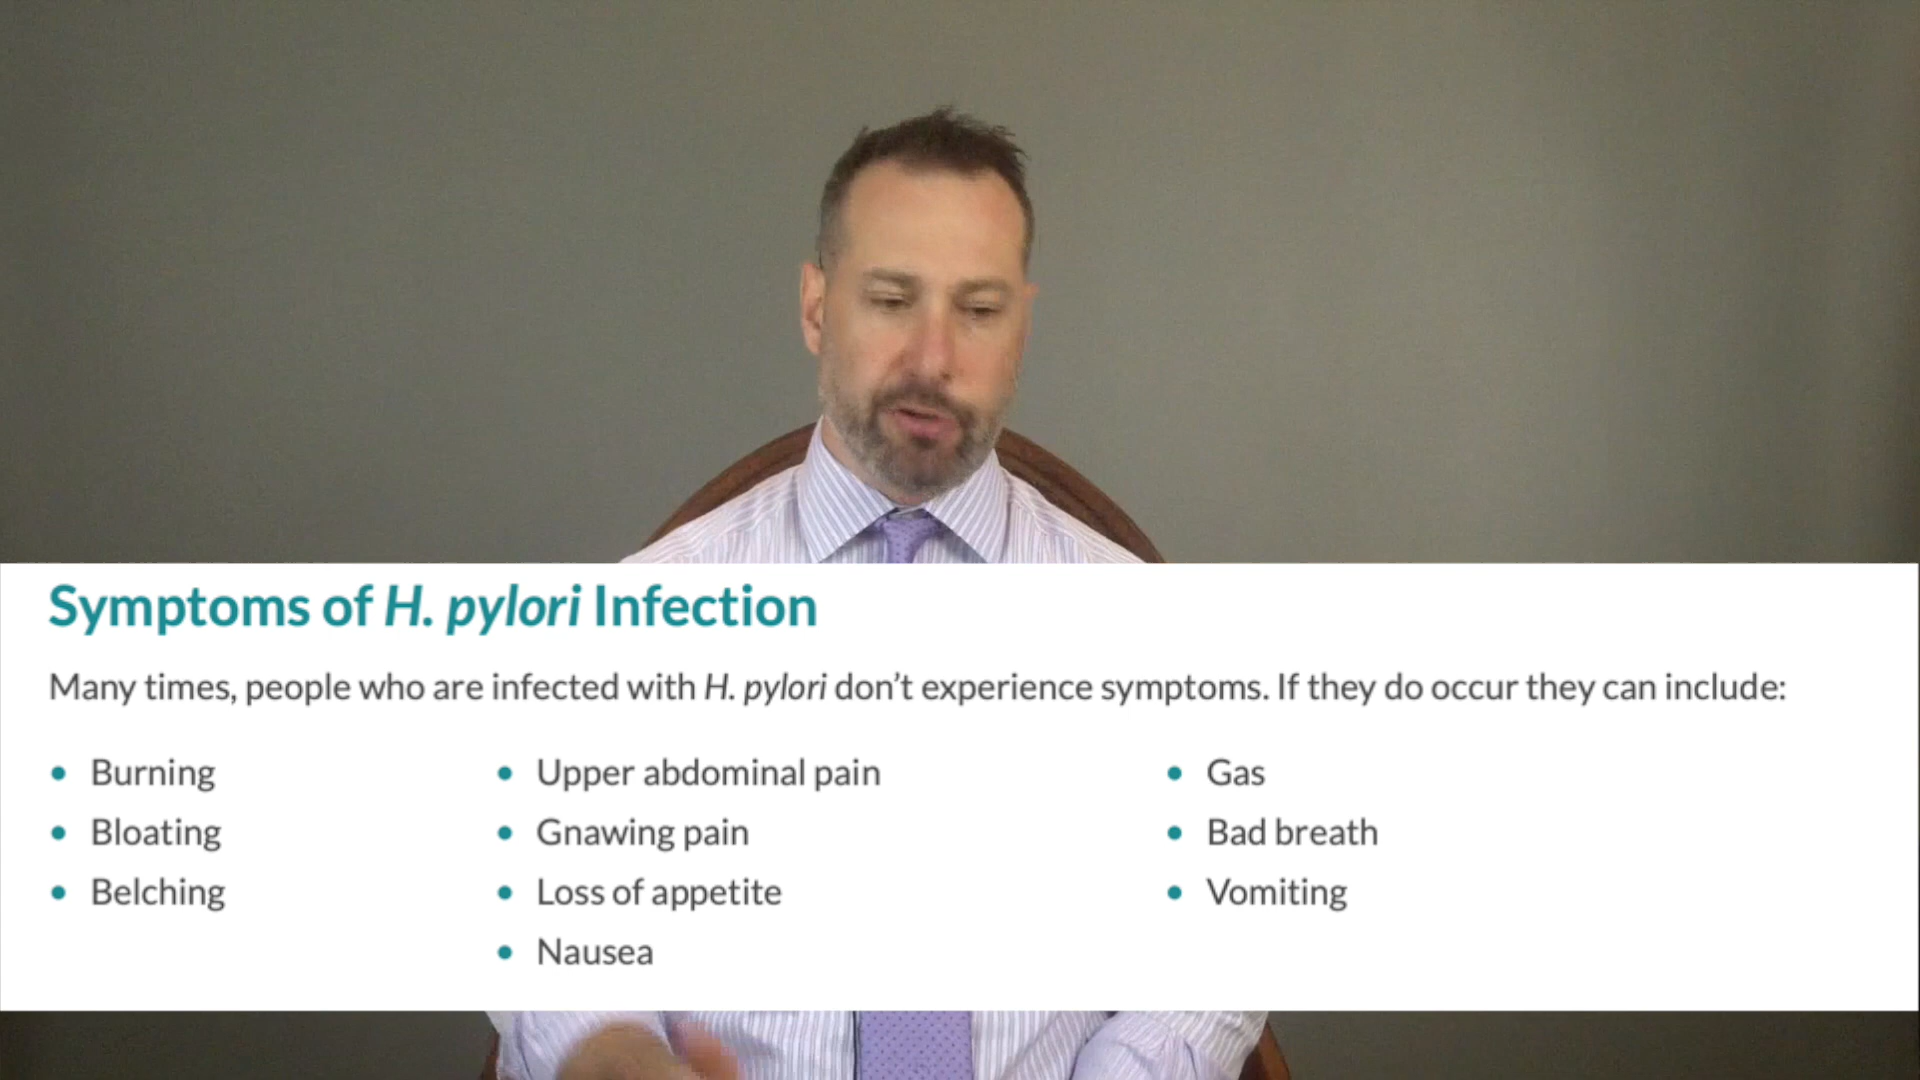 Symptoms of H. pylori Infection
Many times, people who are infected with H. pylori don’t experience symptoms. If they do occur they can include:
• Burning
• Bloating
• Belching
• Upper abdominal pain
• Gnawing pain
• Loss of appetite
• Nausea
• Gas
• Bad breath
• Vomiting